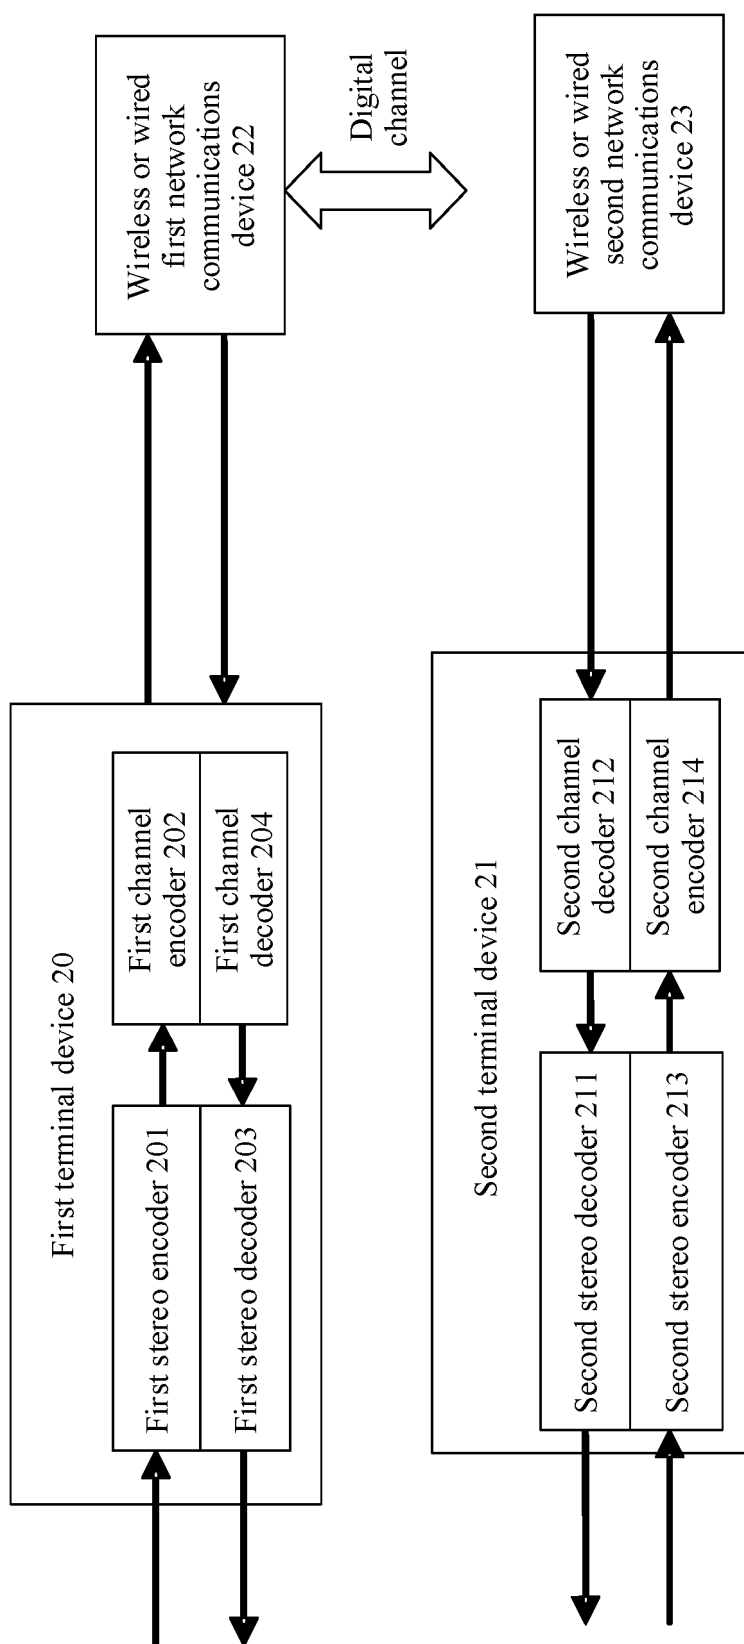 First terminal device 20
First stereo encoder 201
First stereo decoder 203
First channel
encoder 202
First channel
decoder 204
Wireless or wired
first network
communications
device 22
Digital
channel
Second terminal device 21
Second stereo decoder 211
Second stereo encoder 213
Second channel
decoder 212
Second channel
encoder 214
Wireless or wired
second network
communications
device 23